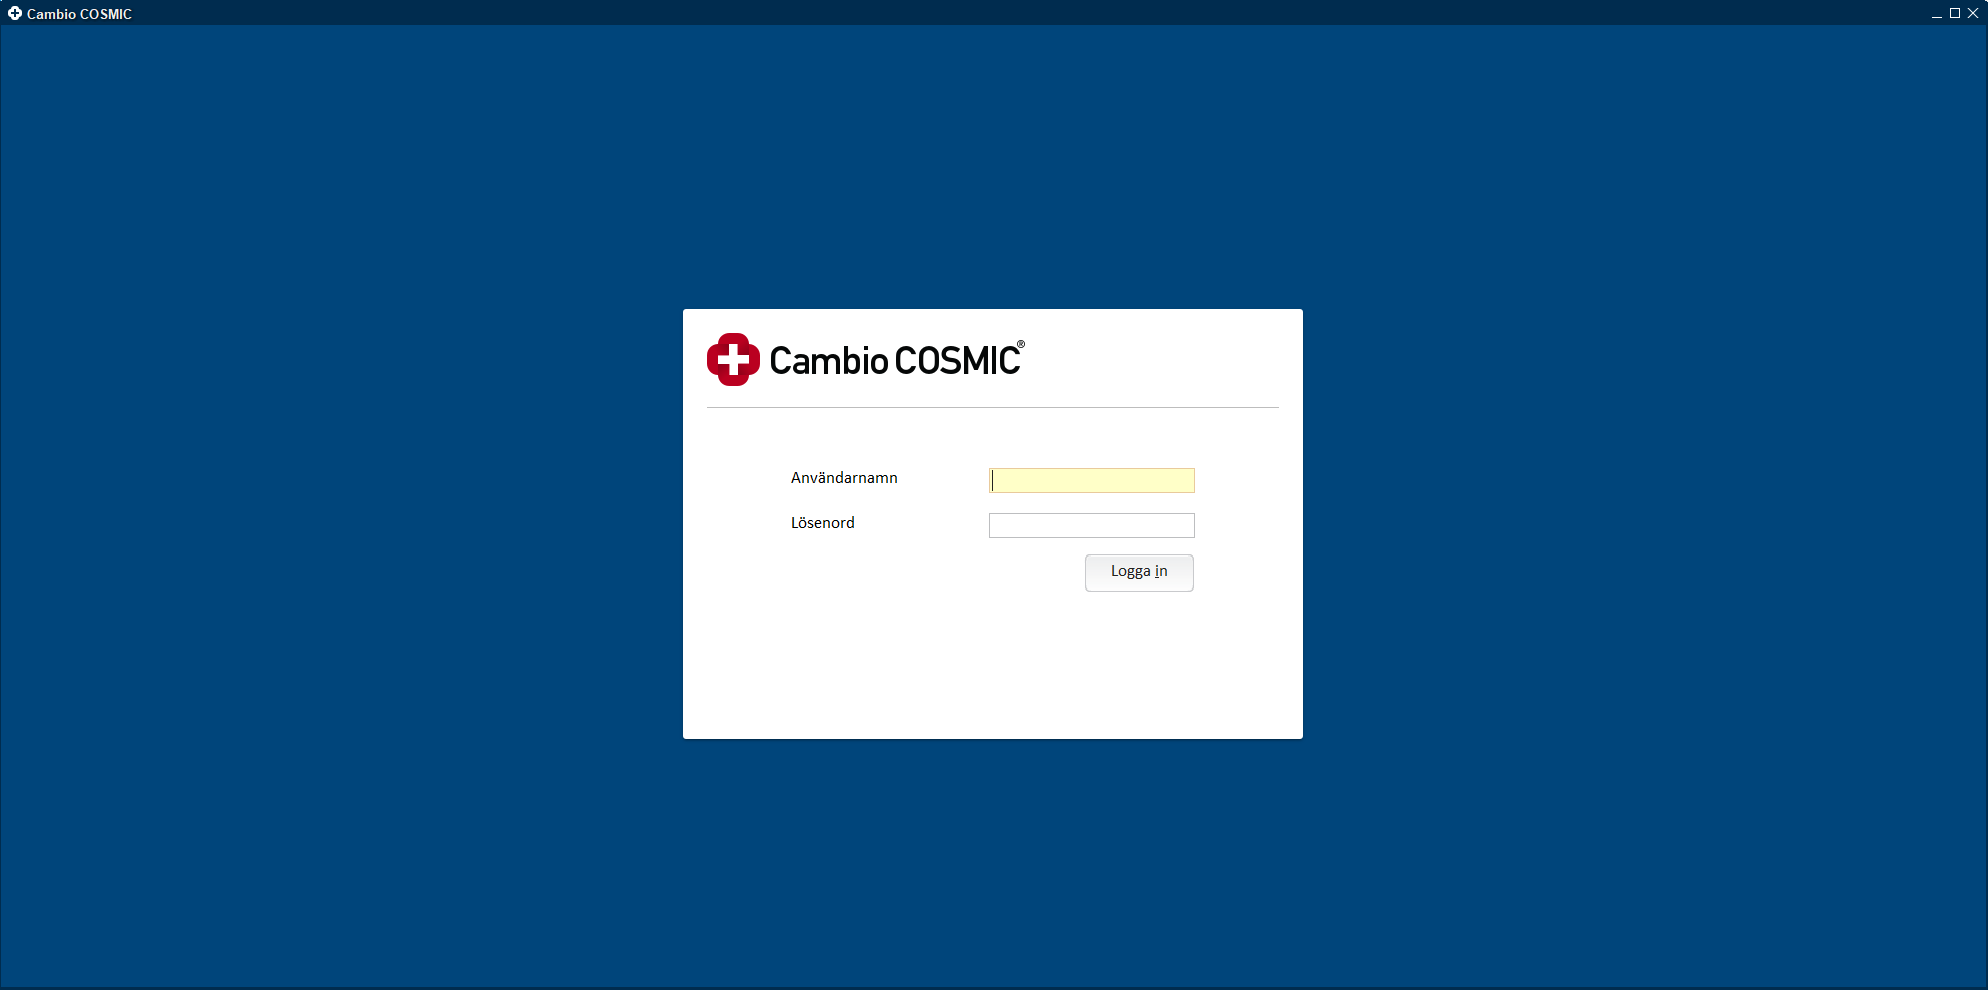 Cambio COSMIC
Cambio COSMIC®
Användarnamn
Lösenord
Logga in